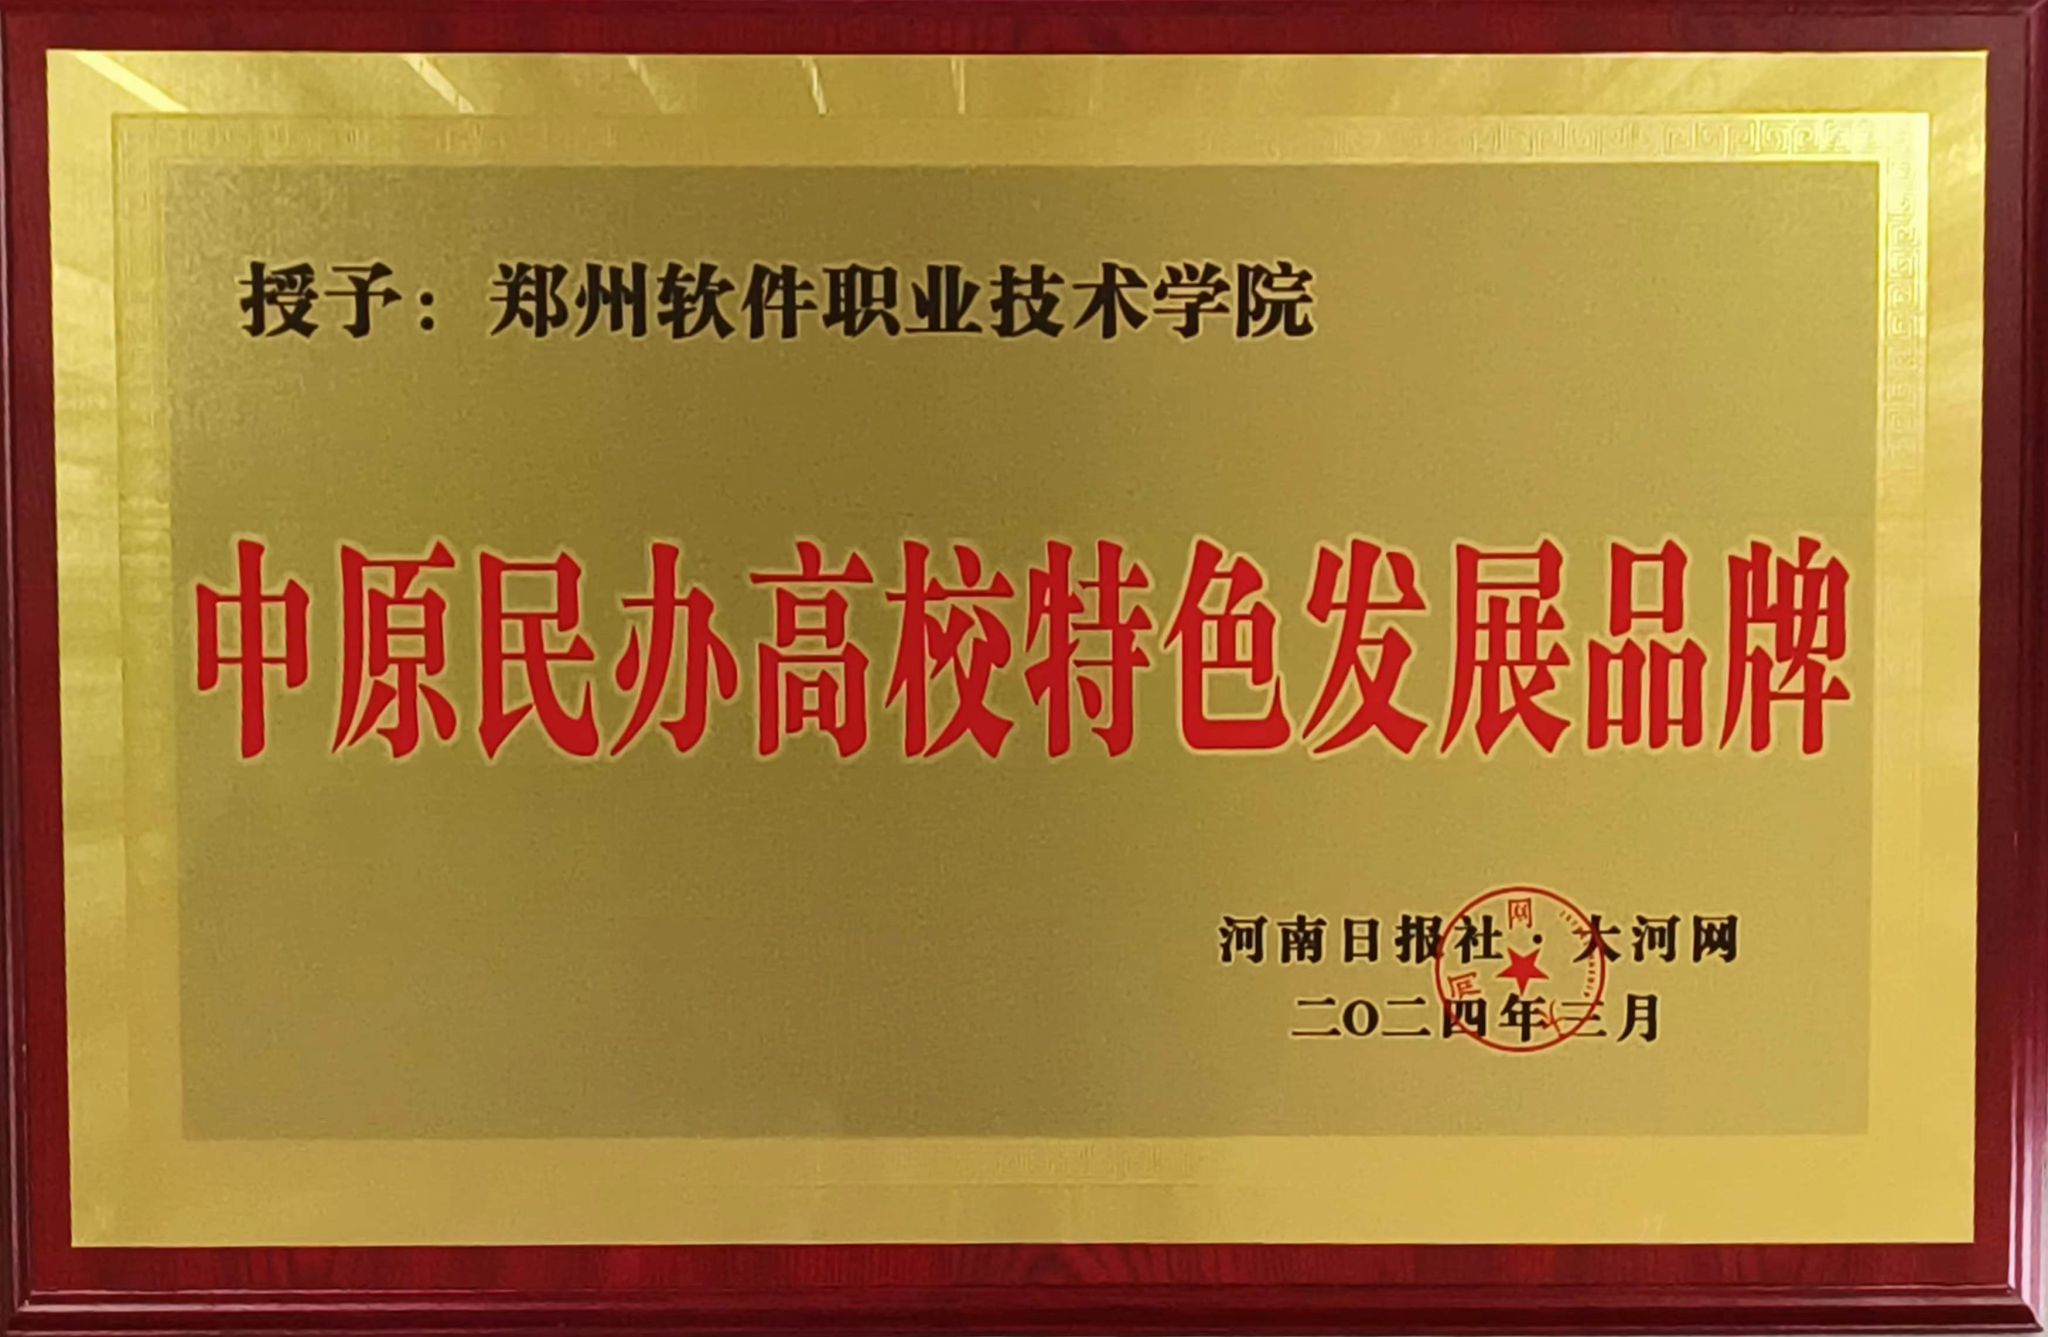 授予：郑州软件职业技术学院
中原民办高校特色发展品牌
河南日报社·大河网
二〇二四年三月